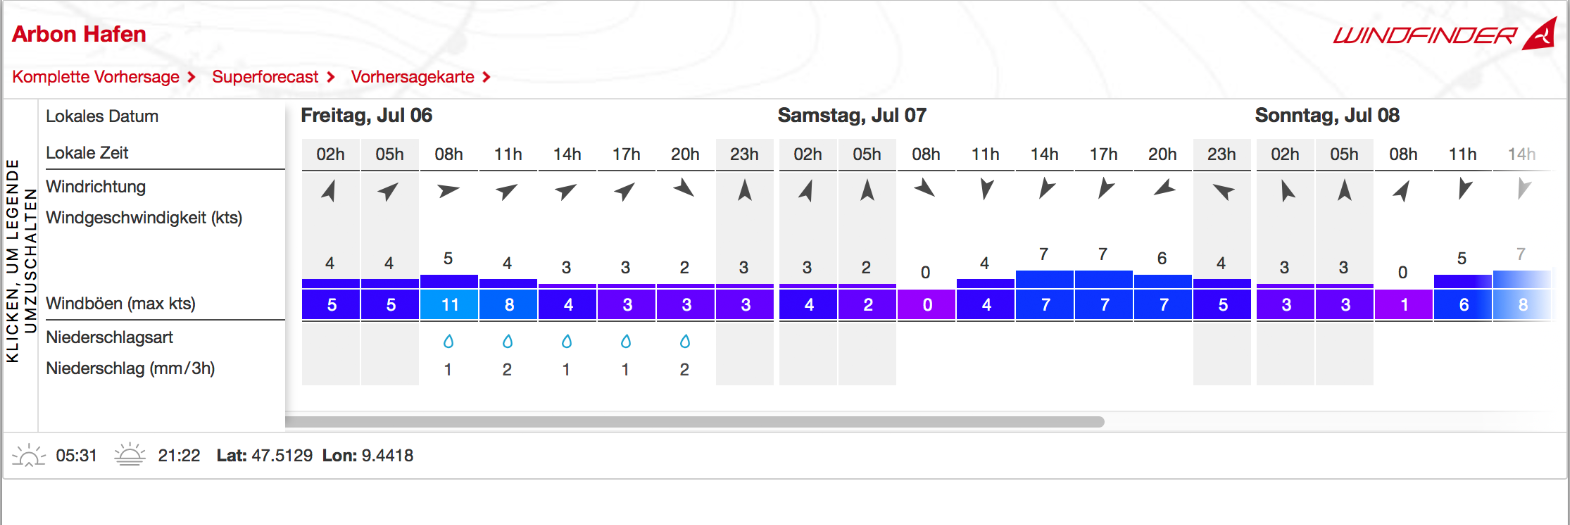 Arbon Hafen
WINDFINDER
Komplette Vorhersage Superforecast Vorhersagekarte
KLICKEN, UM LEGENDE
UMZUSCHALTEN
Lokales Datum Freitag, Jul 06 Samstag, Jul 07 Sonntag, Jul 08
Lokale Zeit 02h 05h 08h 11h 14h 17h 20h 23h 02h 05h 08h 11h 14h 17h 20h 23h 02h 05h 08h 11h 14h
Windrichtung
Windgeschwindigkeit (kts)
4 4 5 4 3 3 2 3 3 2 0 4 7 7 6 4 3 3 0 5 7
Windböen (max kts) 5 5 11 8 4 3 3 3 4 2 0 4 7 7 7 5 3 3 1 6 8
Niederschlagsart
Niederschlag (mm/3h) 1 2 1 1 2
05:31 21:22 Lat: 47.5129 Lon: 9.4418